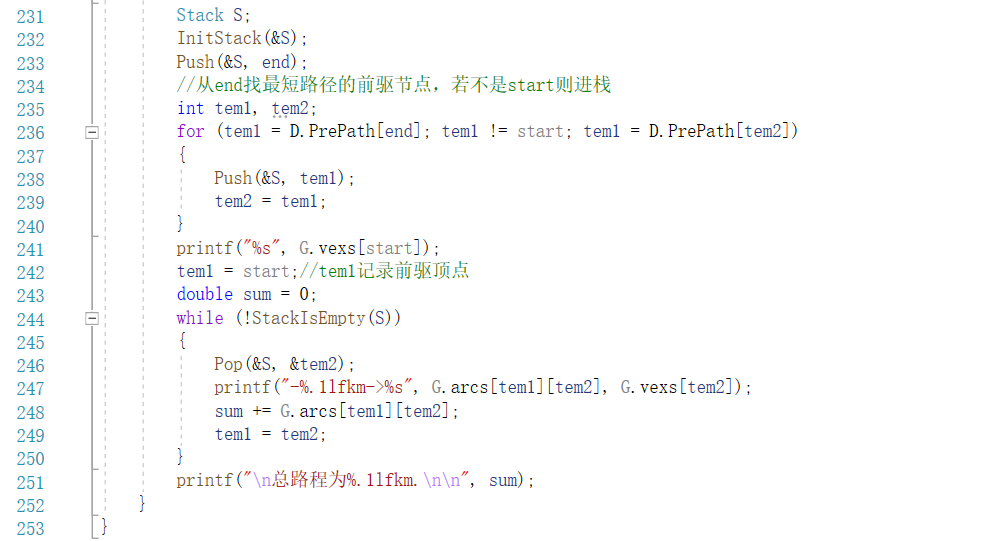 231 Stack S;
232 InitStack(&S);
233 Push(&S, end);
234 //从end找最短路径的前驱节点，若不是start则进栈
235 int tem1, tem2;
236 for (tem1 = D.PrePath[end]; tem1 != start; tem1 = D.PrePath[tem2])
237 {
238 Push(&S, tem1);
239 tem2 = tem1;
240 }
241 printf("%s", G.vexs[start]);
242 tem1 = start;//tem1记录前驱顶点
243 double sum = 0;
244 while (!StackIsEmpty(S))
245 {
246 Pop(&S, &tem2);
247 printf("-%.1lfkm->%s", G.arcs[tem1][tem2], G.vexs[tem2]);
248 sum += G.arcs[tem1][tem2];
249 tem1 = tem2;
250 }
251 printf("\n总路程为%.1lfkm.\n\n", sum);
252 }
253 }